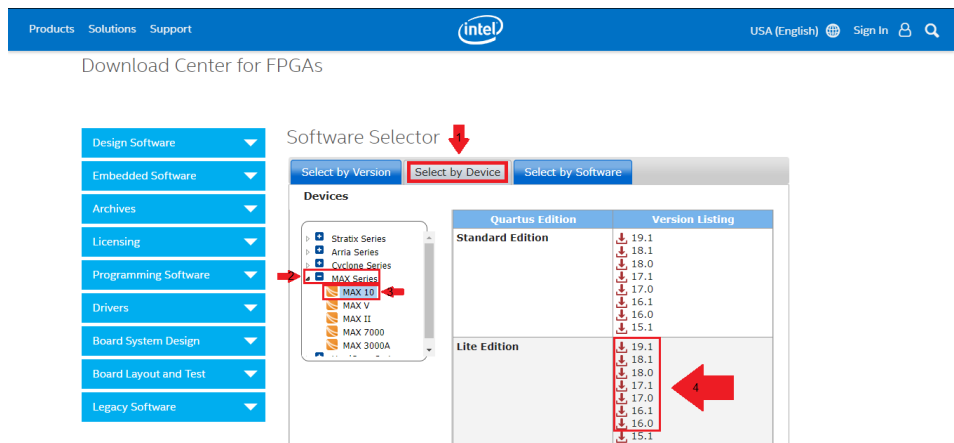 Products Solutions Support
intel
USA (English) Sign In
Download Center for FPGAs
Design Software
Embedded Software
Archives
Licensing
Programming Software
Drivers
Board System Design
Board Layout and Test
Legacy Software
Software Selector
1
Select by Version Select by Device Select by Software
Devices
2
Stratix Series
Arria Series
Cyclone Series
MAX Series
MAX 10
3
MAX V
MAX II
MAX 7000
MAX 3000A
Quartus Edition Version Listing
Standard Edition
19.1
18.1
18.0
17.1
17.0
16.1
16.0
15.1
Lite Edition
19.1
18.1
18.0
17.1
17.0
16.1
16.0
15.1
4